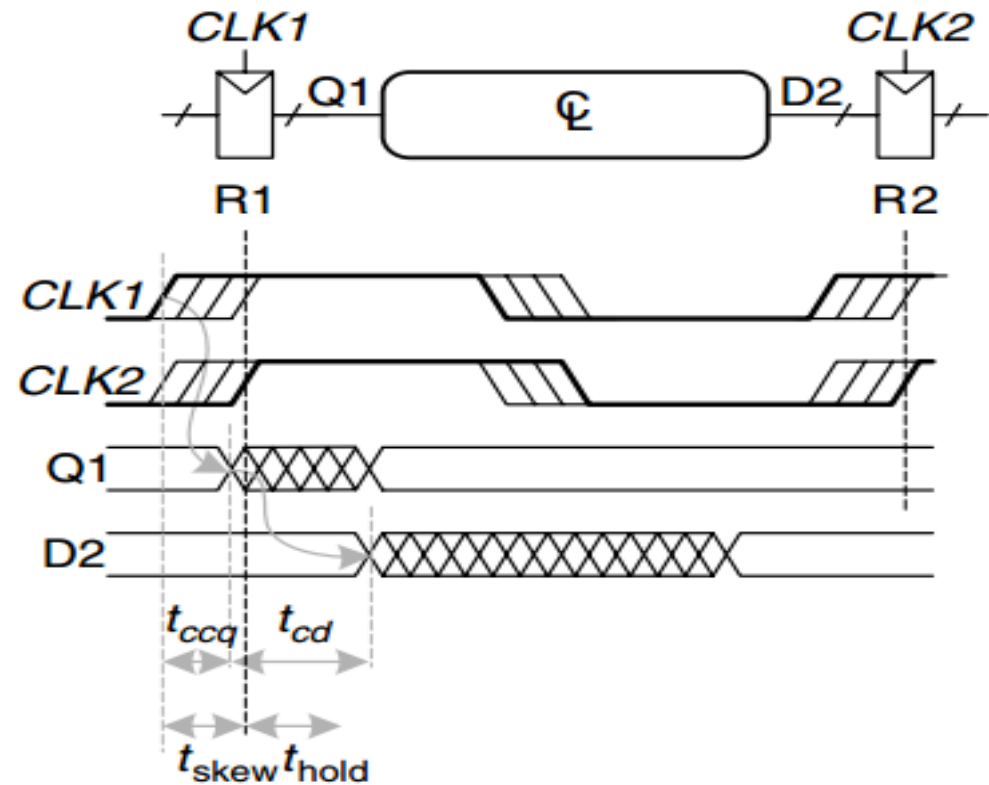 CLK1 CLK2
Q1 CL D2
R1 R2
CLK1
CLK2
Q1
D2
tccq tcd
tskew thold